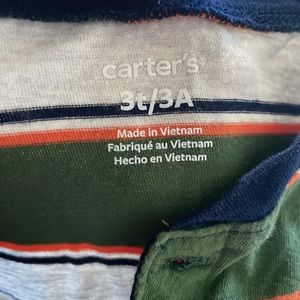 carter's
3t/3A
Made in Vietnam
Fabriqué au Vietnam
Hecho en Vietnam